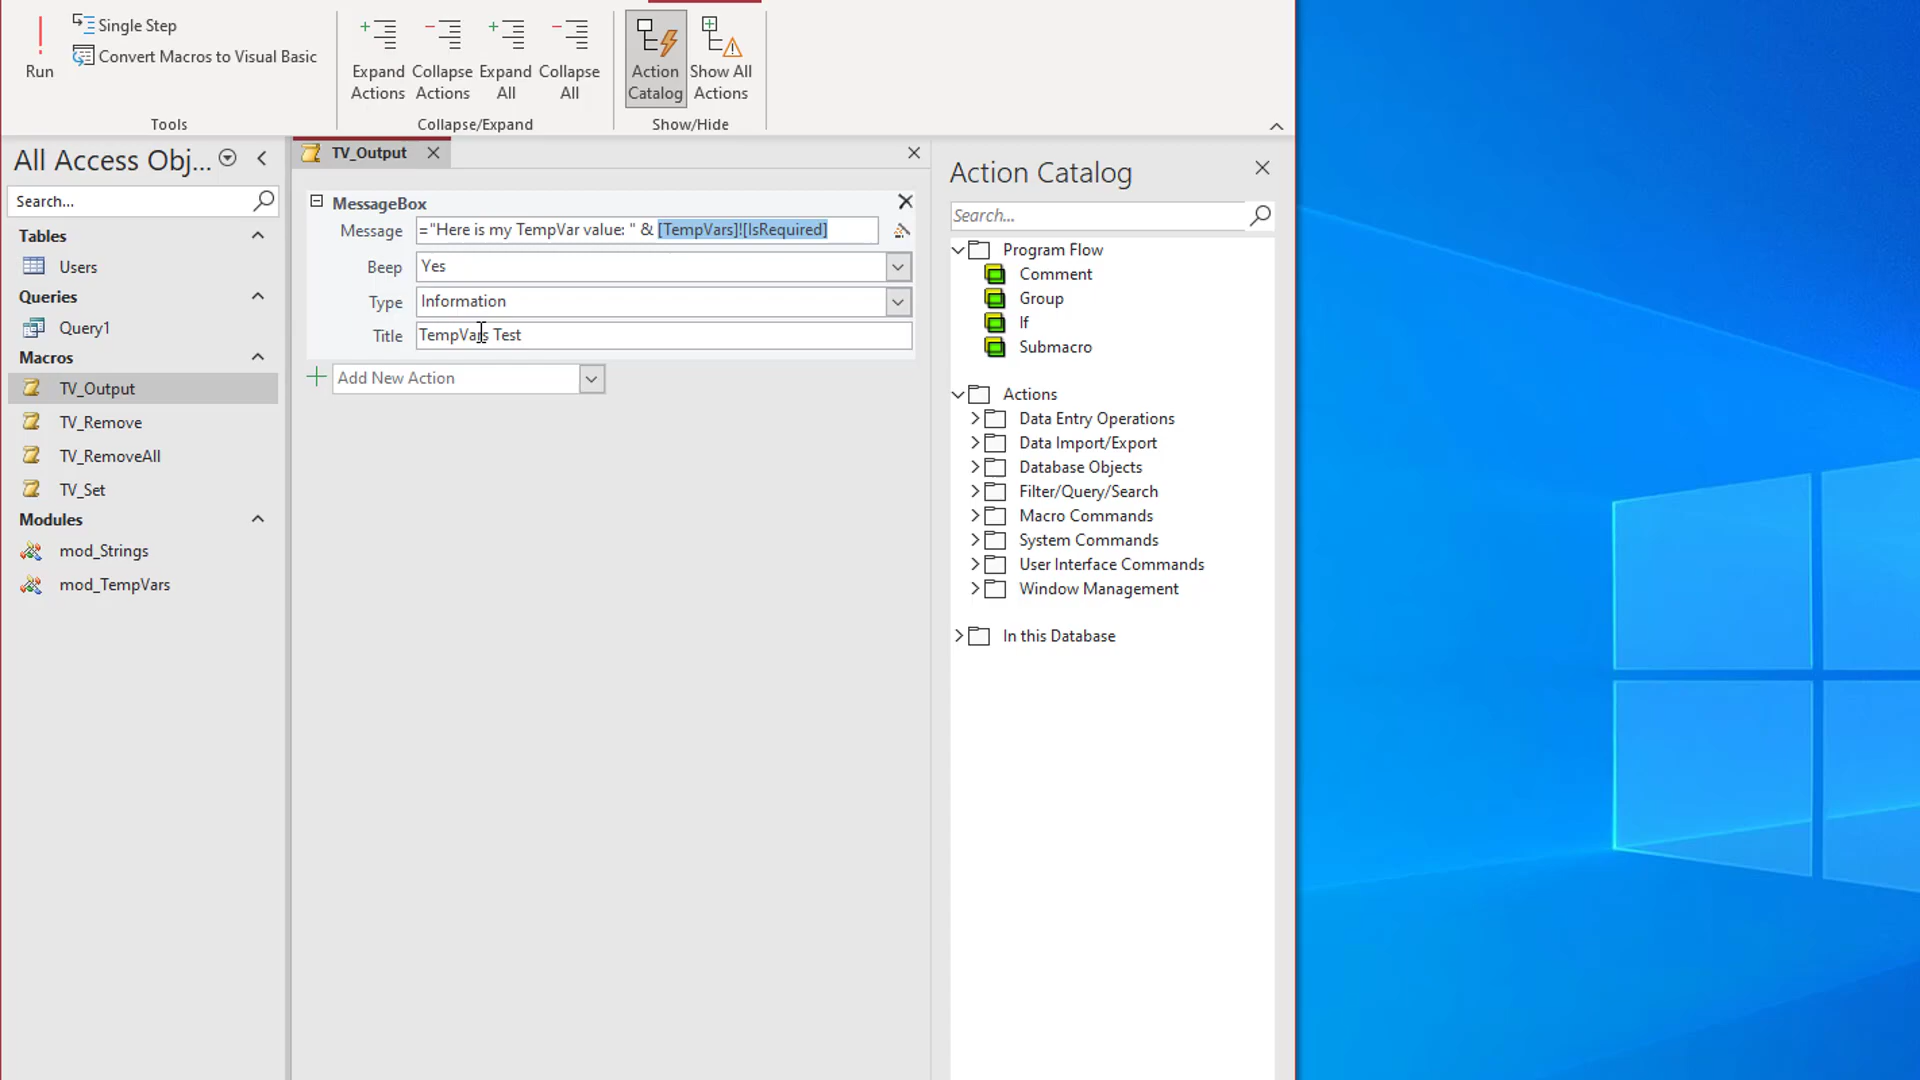 Run
Single Step
Convert Macros to Visual Basic
Tools
Expand Actions
Collapse Actions
Expand All
Collapse All
Collapse/Expand
Action Catalog
Show All Actions
Show/Hide
All Access Obj...
Search...
Tables
Users
Queries
Query1
Macros
TV_Output
TV_Remove
TV_RemoveAll
TV_Set
Modules
mod_Strings
mod_TempVars
TV_Output
MessageBox
Message ="Here is my TempVar value: " & [TempVars]![IsRequired]
Beep Yes
Type Information
Title TempVars Test
Add New Action
Action Catalog
Search...
Program Flow
Comment
Group
If
Submacro
Actions
Data Entry Operations
Data Import/Export
Database Objects
Filter/Query/Search
Macro Commands
System Commands
User Interface Commands
Window Management
In this Database